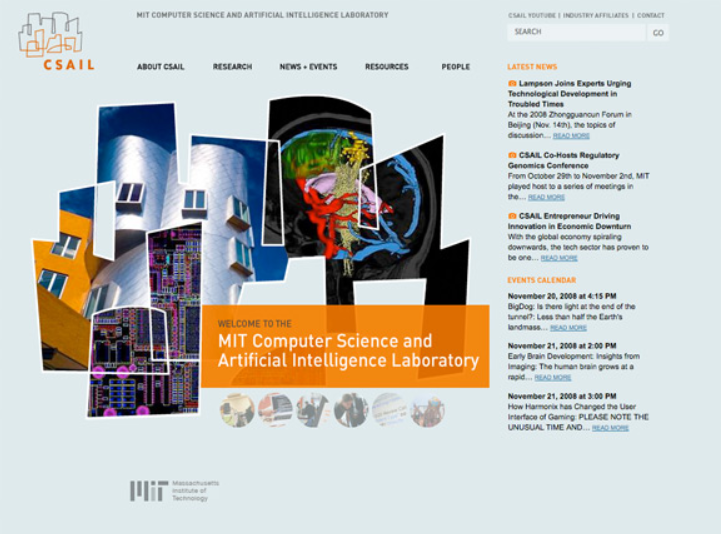 MIT COMPUTER SCIENCE AND ARTIFICIAL INTELLIGENCE LABORATORY
CSAIL YOUTUBE | INDUSTRY AFFILIATES | CONTACT
SEARCH GO
CSAIL
ABOUT CSAIL RESEARCH NEWS + EVENTS RESOURCES PEOPLE
LATEST NEWS
Lampson Joins Experts Urging
Technological Development in
Troubled Times
At the 2008 Zhongguancun Forum in
Beijing (Nov. 14th), the topics of
discussion... READ MORE
CSAIL Co-Hosts Regulatory
Genomics Conference
From October 29th to November 2nd, MIT
played host to a series of meetings in
the... READ MORE
CSAIL Entrepreneur Driving
Innovation in Economic Downturn
With the global economy spiraling
downwards, the tech sector has proven to
be one... READ MORE
EVENTS CALENDAR
November 20, 2008 at 4:15 PM
BigDog: Is there light at the end of the
tunnel?: Less than half the Earth's
landmass... READ MORE
November 21, 2008 at 2:00 PM
Early Brain Development: Insights from
Imaging: The human brain grows at a
rapid... READ MORE
November 21, 2008 at 3:00 PM
How Harmonix has Changed the User
Interface of Gaming: PLEASE NOTE THE
UNUSUAL TIME AND... READ MORE
WELCOME TO THE
MIT Computer Science and
Artificial Intelligence Laboratory
MIT
Massachusetts
Institute of
Technology